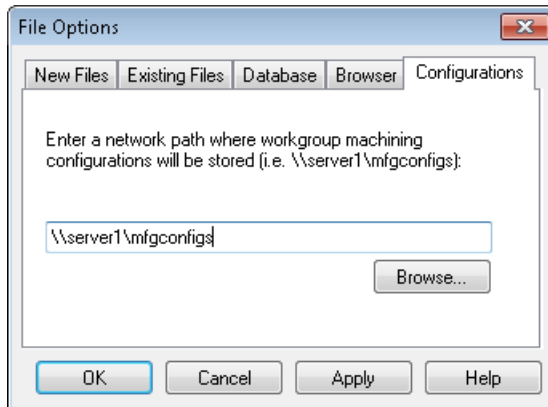 File Options
New Files Existing Files Database Browser Configurations
Enter a network path where workgroup machining
configurations will be stored (i.e. \\server1\mfgconfigs):
\\server1\mfgconfigs
Browse...
OK Cancel Apply Help